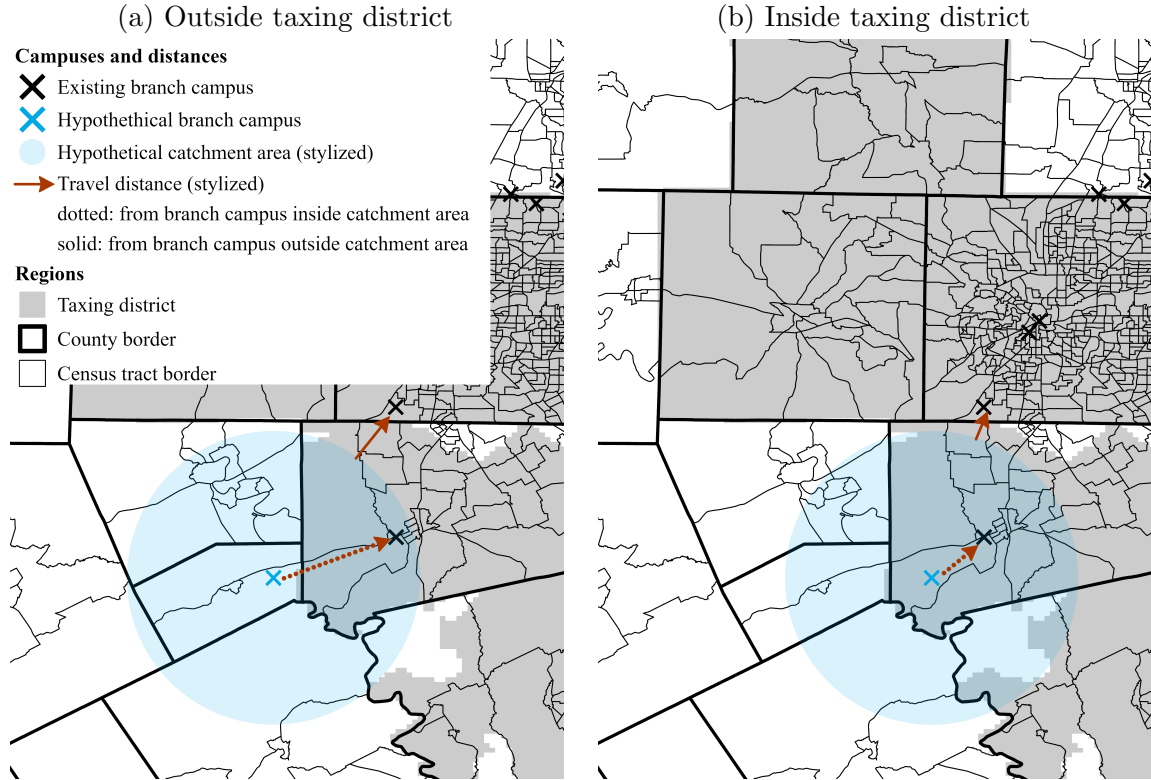 (a) Outside taxing district
(b) Inside taxing district
Campuses and distances
Existing branch campus
Hypothethical branch campus
Hypothetical catchment area (stylized)
Travel distance (stylized)
dotted: from branch campus inside catchment area
solid: from branch campus outside catchment area
Regions
Taxing district
County border
Census tract border